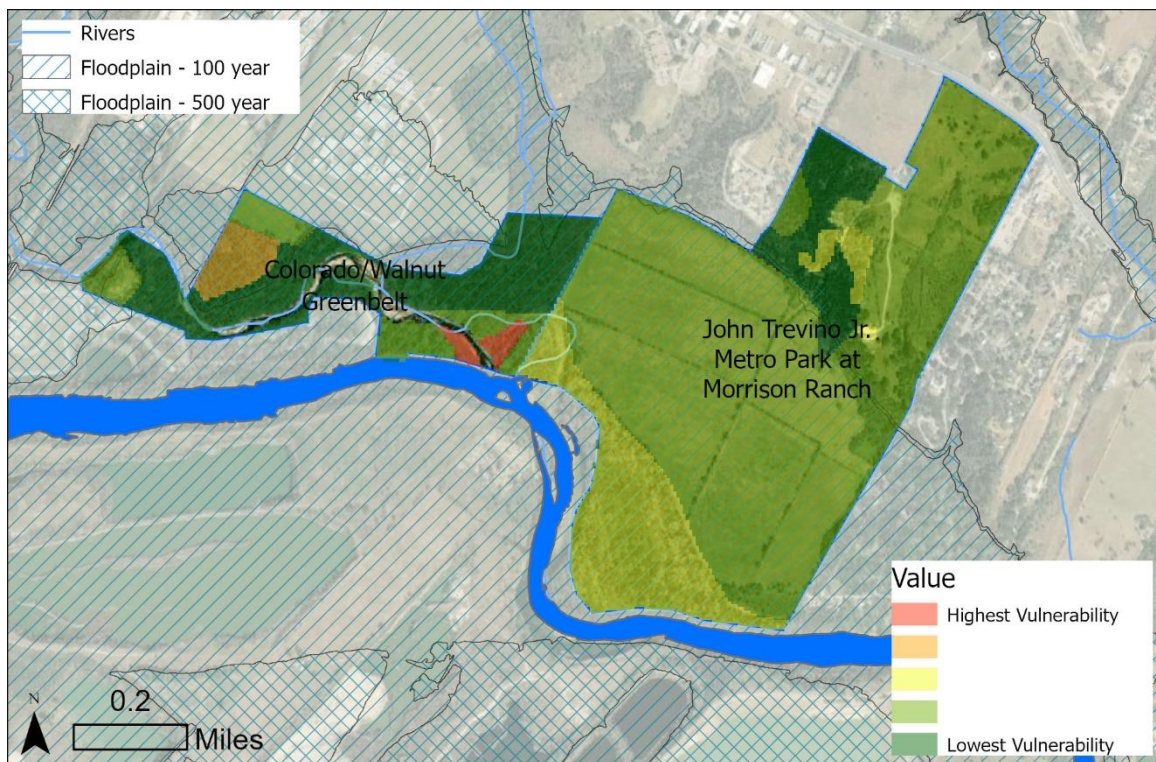 Rivers
Floodplain - 100 year
Floodplain - 500 year
Colorado/Walnut
Greenbelt
John Trevino Jr.
Metro Park at
Morrison Ranch
Value
Highest Vulnerability
Lowest Vulnerability
N
0.2
Miles